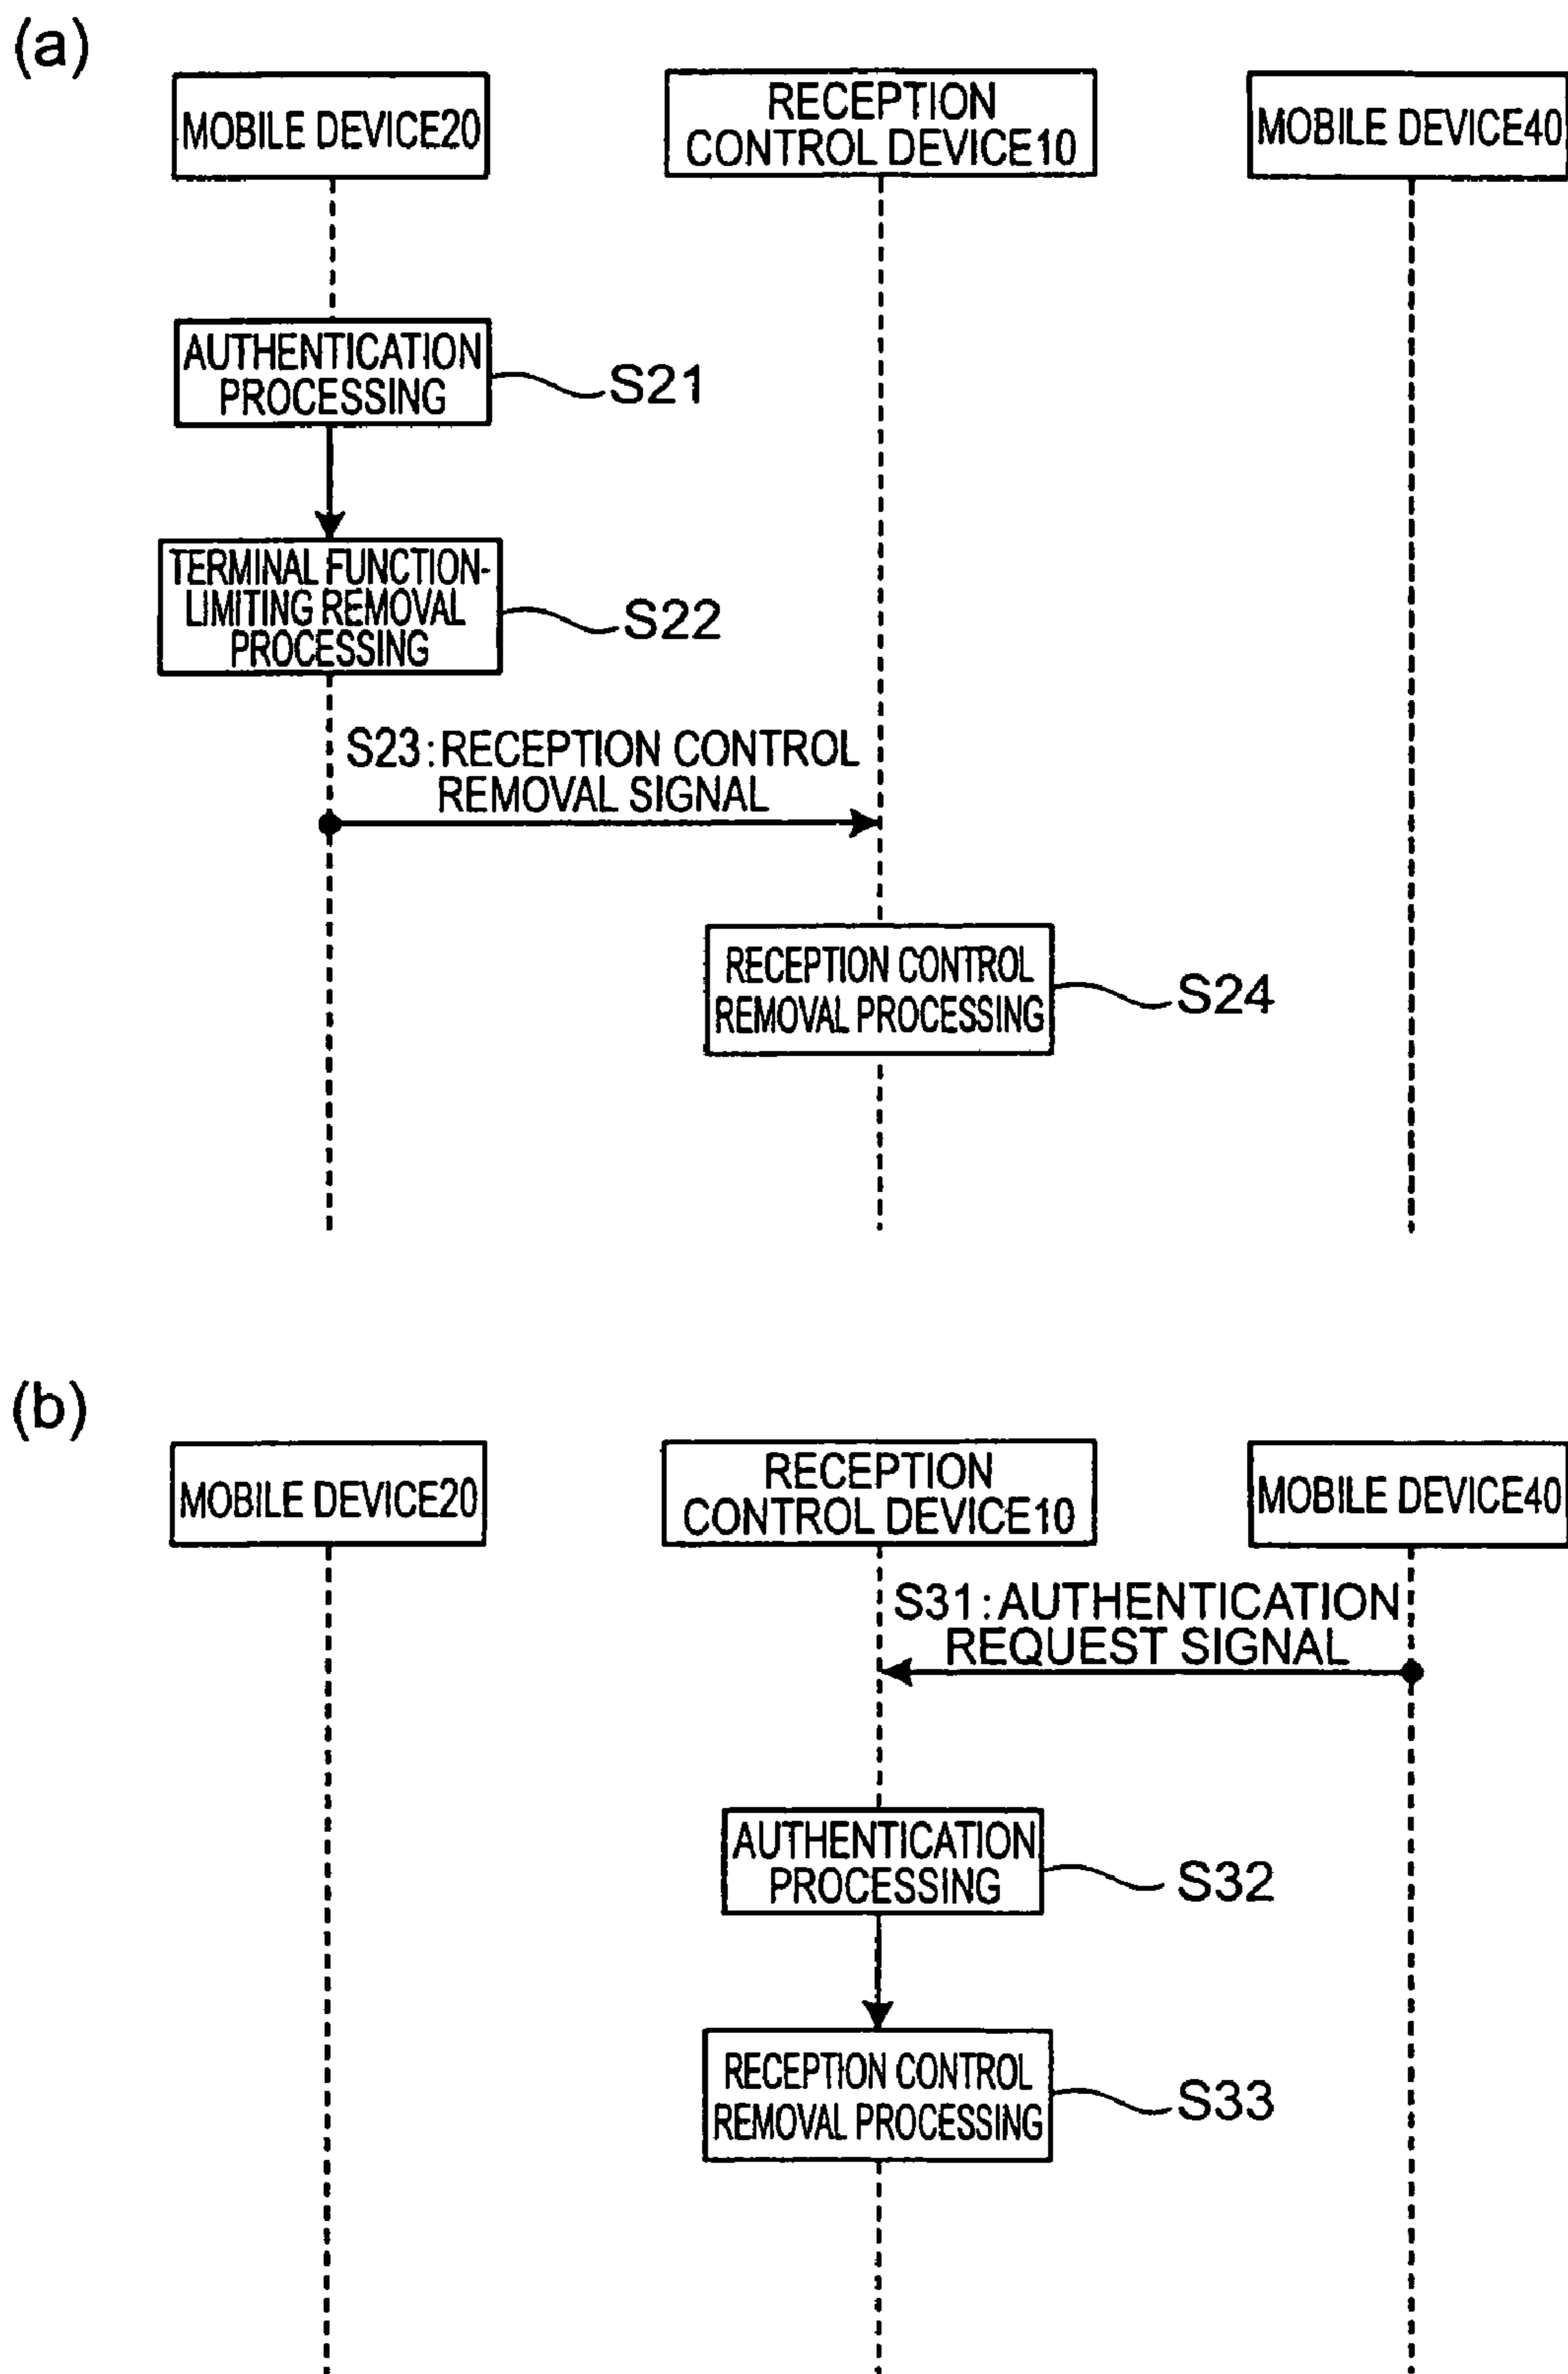 (a)
MOBILE DEVICE20
RECEPTION
CONTROL DEVICE10
MOBILE DEVICE40
AUTHENTICATION
PROCESSING
S21
TERMINAL FUNCTION-
LIMITING REMOVAL
PROCESSING
S22
S23:RECEPTION CONTROL
REMOVAL SIGNAL
RECEPTION CONTROL
REMOVAL PROCESSING
S24
(b)
MOBILE DEVICE20
RECEPTION
CONTROL DEVICE10
MOBILE DEVICE40
S31:AUTHENTICATION
REQUEST SIGNAL
AUTHENTICATION
PROCESSING
S32
RECEPTION CONTROL
REMOVAL PROCESSING
S33